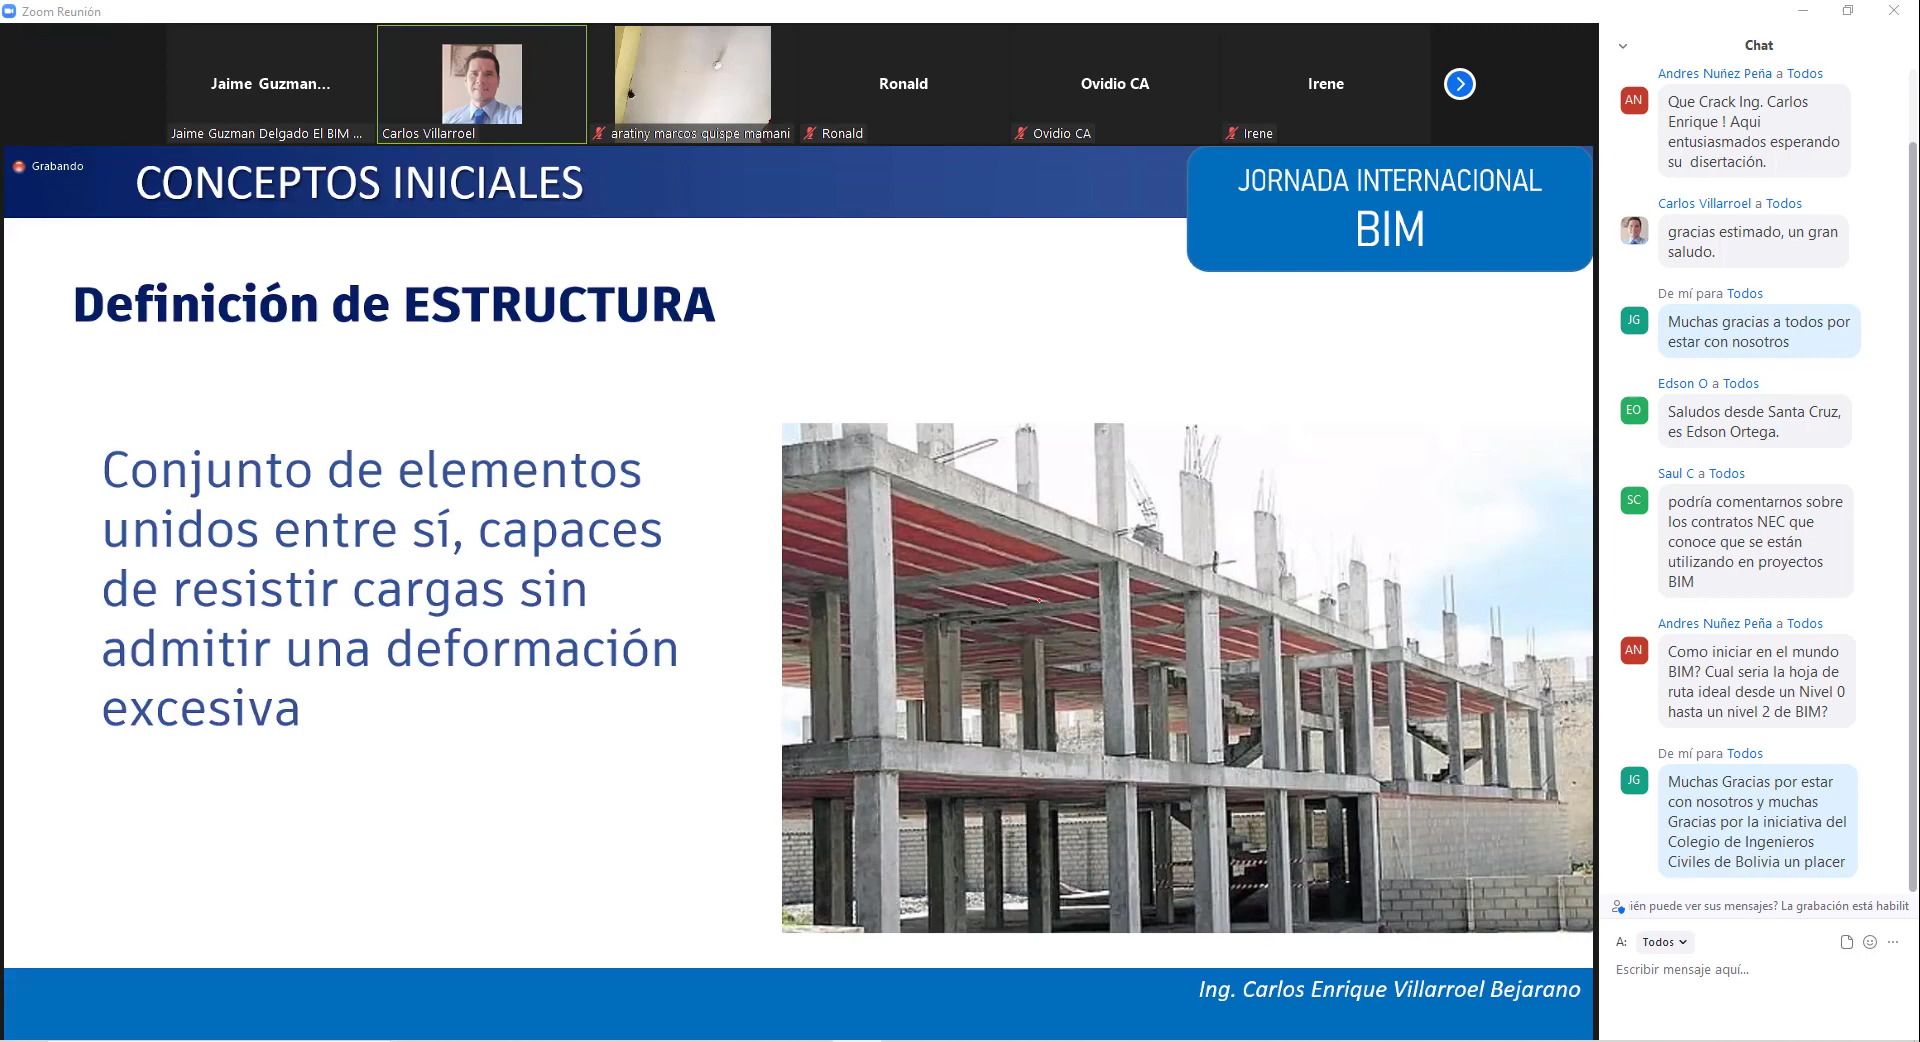 Zoom Reunión
Jaime Guzman...
Ronald
Ovidio CA
Irene
Jaime Guzman Delgado El BIM ...
Carlos Villarroel
aratiny marcos quispe mamani
Ronald
Ovidio CA
Irene
Grabando
CONCEPTOS INICIALES
JORNADA INTERNACIONAL
BIM
Definición de ESTRUCTURA
Conjunto de elementos
unidos entre sí, capaces
de resistir cargas sin
admitir una deformación
excesiva
Ing. Carlos Enrique Villarroel Bejarano
Chat
Andres Nuñez Peña a Todos
AN
Que Crack Ing. Carlos
Enrique ! Aqui
entusiasmados esperando
su disertación.
Carlos Villarroel a Todos
gracias estimado, un gran
saludo.
De mí para Todos
JG
Muchas gracias a todos por
estar con nosotros
Edson O a Todos
EO
Saludos desde Santa Cruz,
es Edson Ortega.
Saul C a Todos
SC
podría comentarnos sobre
los contratos NEC que
conoce que se están
utilizando en proyectos
BIM
Andres Nuñez Peña a Todos
AN
Como iniciar en el mundo
BIM? Cual seria la hoja de
ruta ideal desde un Nivel 0
hasta un nivel 2 de BIM?
De mí para Todos
JG
Muchas Gracias por estar
con nosotros y muchas
Gracias por la iniciativa del
Colegio de Ingenieros
Civiles de Bolivia un placer
ién puede ver sus mensajes? La grabación está habilit
A: Todos
Escribir mensaje aquí...